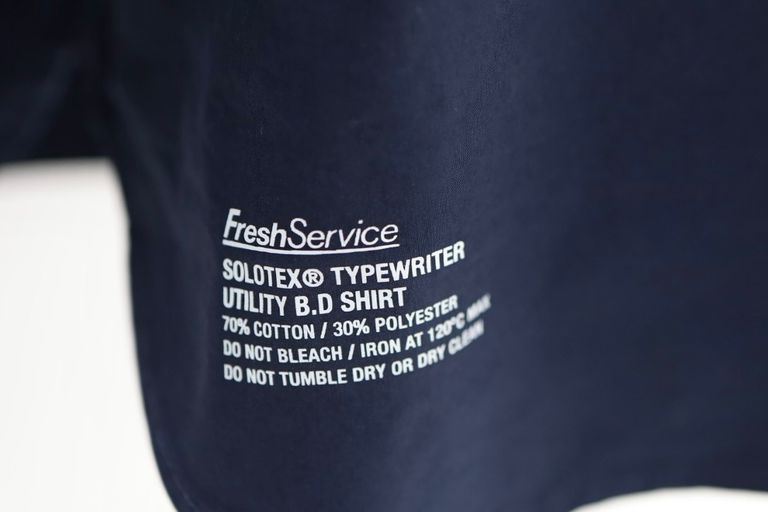 FreshService
SOLOTEX® TYPEWRITER
UTILITY B.D SHIRT
70% COTTON / 30% POLYESTER
DO NOT BLEACH / IRON AT 120°C MAX
DO NOT TUMBLE DRY OR DRY CLEAN